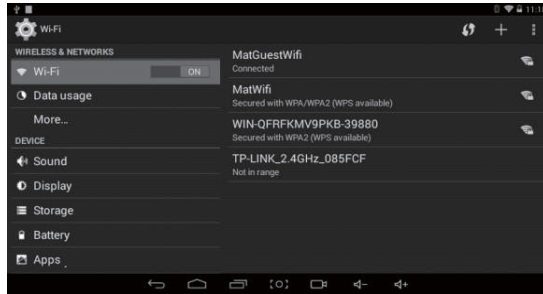 11:18
Wi-Fi
WIRELESS & NETWORKS
Wi-Fi
ON
Data usage
More...
DEVICE
Sound
Display
Storage
Battery
Apps
MatGuestWifi
Connected
MatWifi
Secured with WPA/WPA2 (WPS available)
WIN-QFRFKMV9PKB-39880
Secured with WPA2 (WPS available)
TP-LINK_2.4GHz_085FCF
Not in range